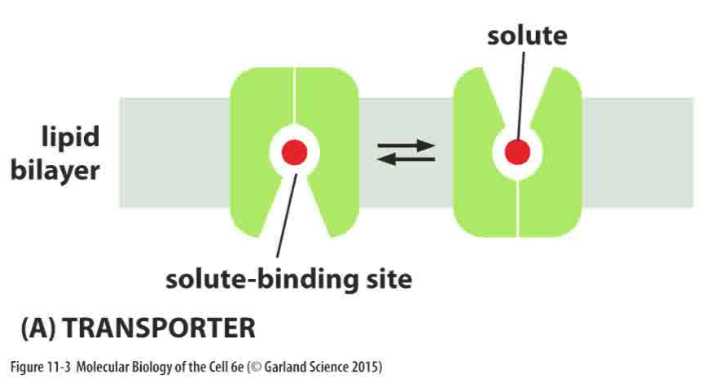 solute
lipid
bilayer
solute-binding site
(A) TRANSPORTER
Figure 11-3 Molecular Biology of the Cell 6e (© Garland Science 2015)